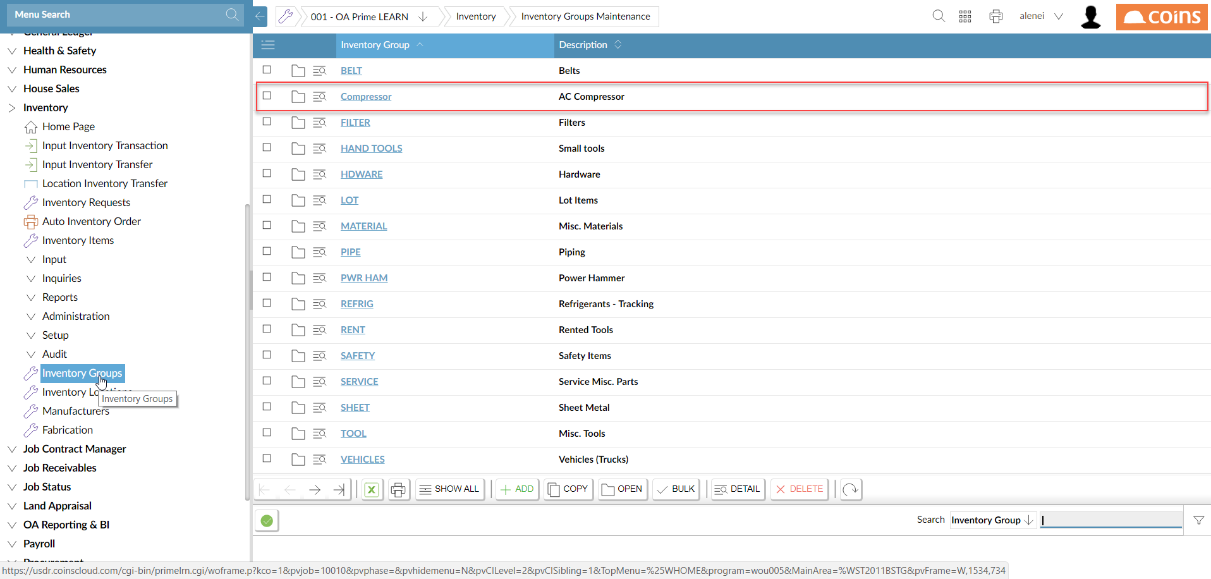 Menu Search
001 - OA Prime LEARN
Inventory
Inventory Groups Maintenance
alenei
coins
General Ledger
Health & Safety
Human Resources
House Sales
Inventory
Home Page
Input Inventory Transaction
Input Inventory Transfer
Location Inventory Transfer
Inventory Requests
Auto Inventory Order
Inventory Items
Input
Inquiries
Reports
Administration
Setup
Audit
Inventory Groups
Inventory Locations
Inventory Groups
Manufacturers
Fabrication
Job Contract Manager
Job Receivables
Job Status
Land Appraisal
OA Reporting & BI
Payroll
Procurement
Inventory Group Description
BELT Belts
Compressor AC Compressor
FILTER Filters
HAND TOOLS Small tools
HDWARE Hardware
LOT Lot Items
MATERIAL Misc. Materials
PIPE Piping
PWR HAM Power Hammer
REFRIG Refrigerants - Tracking
RENT Rented Tools
SAFETY Safety Items
SERVICE Service Misc. Parts
SHEET Sheet Metal
TOOL Misc. Tools
VEHICLES Vehicles (Trucks)
SHOW ALL ADD COPY OPEN BULK DETAIL DELETE
Search Inventory Group
https://usdr.coinscloud.com/cgi-bin/primelrn.cgi/woframe.p?kco=1&pvjob=10010&pvphase=&pvhidemenu=N&pvCILevel=2&pvCISibling=1&TopMenu=%25WHOME&program=wou005&MainArea=%WST2011BSTG&pvFrame=W,1534,734